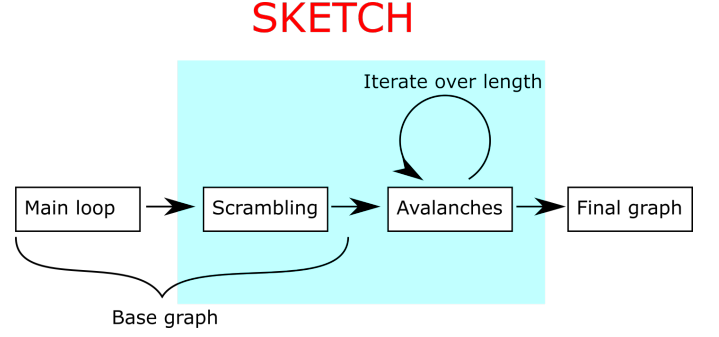 SKETCH
Iterate over length
Main loop
Scrambling
Avalanches
Final graph
Base graph